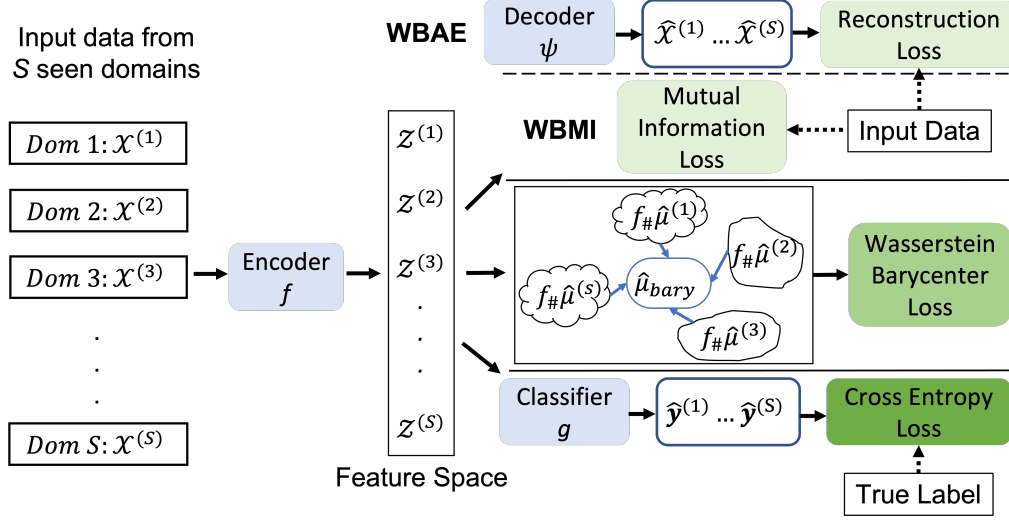 Input data from
S seen domains
Dom 1: 𝒳^(1)
Dom 2: 𝒳^(2)
Dom 3: 𝒳^(3)
.
.
.
Dom S: 𝒳^(S)
Encoder
f
𝒵^(1)
𝒵^(2)
𝒵^(3)
.
.
.
𝒵^(S)
Feature Space
WBAE
Decoder
ψ
𝒳̂^(1) ... 𝒳̂^(S)
Reconstruction
Loss
WBMI
Mutual
Information
Loss
Input Data
f_# μ̂^(1)
f_# μ̂^(2)
f_# μ̂^(s)
μ̂_bary
f_# μ̂^(3)
Wasserstein
Barycenter
Loss
Classifier
g
ŷ^(1) ... ŷ^(S)
Cross Entropy
Loss
True Label